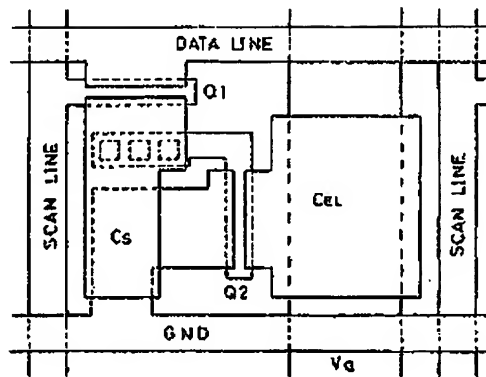 DATA LINE
Q1
SCAN LINE
CS
CEL
SCAN LINE
Q2
GND
Va